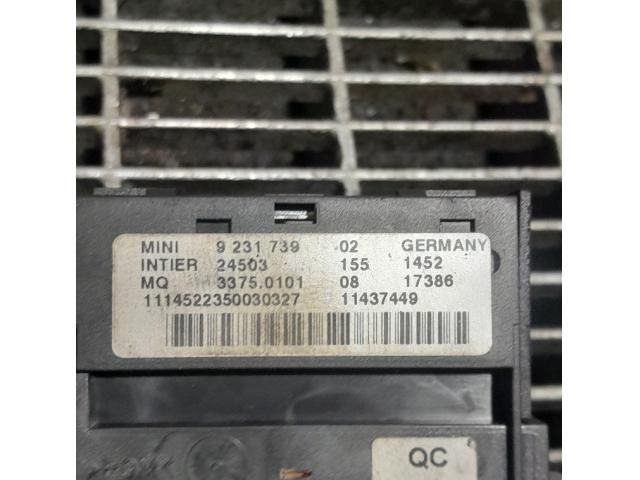 MINI 9 231 739 02 GERMANY
INTIER 24503 155 1452
MQ 3375.0101 08 17386
1114522350030327 11437449
QC